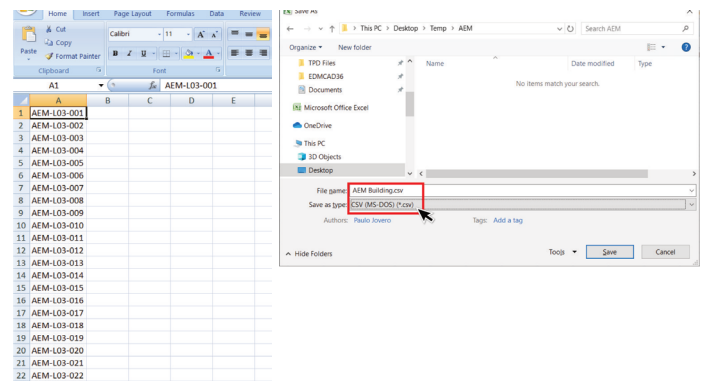 Home Insert Page Layout Formulas Data Review
Cut
Copy
Format Painter
Paste
Calibri 11 A A
B I U A
Clipboard Font
A1 fx AEM-L03-001
A B C D E
1 AEM-L03-001
2 AEM-L03-002
3 AEM-L03-003
4 AEM-L03-004
5 AEM-L03-005
6 AEM-L03-006
7 AEM-L03-007
8 AEM-L03-008
9 AEM-L03-009
10 AEM-L03-010
11 AEM-L03-011
12 AEM-L03-012
13 AEM-L03-013
14 AEM-L03-014
15 AEM-L03-015
16 AEM-L03-016
17 AEM-L03-017
18 AEM-L03-018
19 AEM-L03-019
20 AEM-L03-020
21 AEM-L03-021
22 AEM-L03-022
Save As
This PC > Desktop > Temp > AEM
Search AEM
Organize New folder
TPD Files
EDMCAD36
Documents
Microsoft Office Excel
OneDrive
This PC
3D Objects
Desktop
Name Date modified Type
No items match your search.
File name: AEM Building.csv
Save as type: CSV (MS-DOS) (*.csv)
Authors: Paulo Jovero Tags: Add a tag
Hide Folders Tools Save Cancel